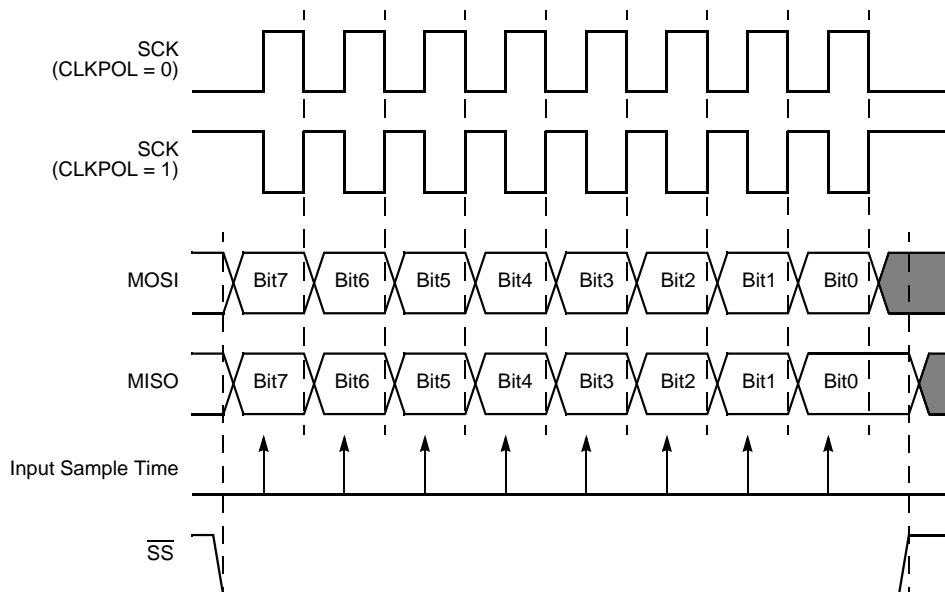 SCK
(CLKPOL = 0)
SCK
(CLKPOL = 1)
MOSI Bit7 Bit6 Bit5 Bit4 Bit3 Bit2 Bit1 Bit0
MISO Bit7 Bit6 Bit5 Bit4 Bit3 Bit2 Bit1 Bit0
Input Sample Time
SS